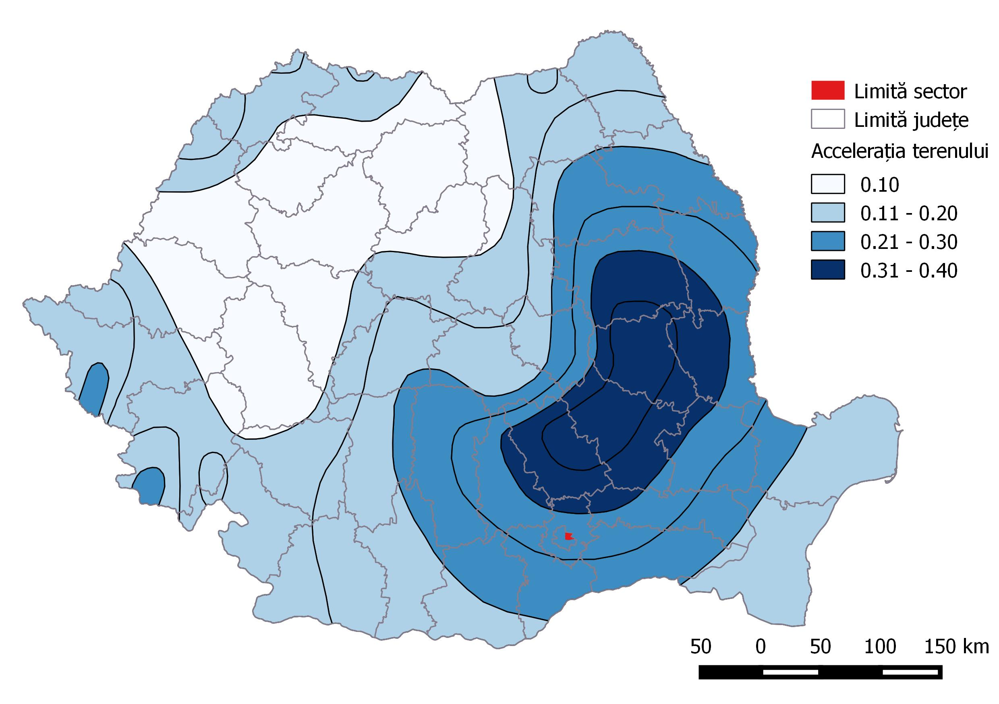 Limită sector
Limită județe
Accelerația terenului
0.10
0.11 - 0.20
0.21 - 0.30
0.31 - 0.40
50 0 50 100 150 km